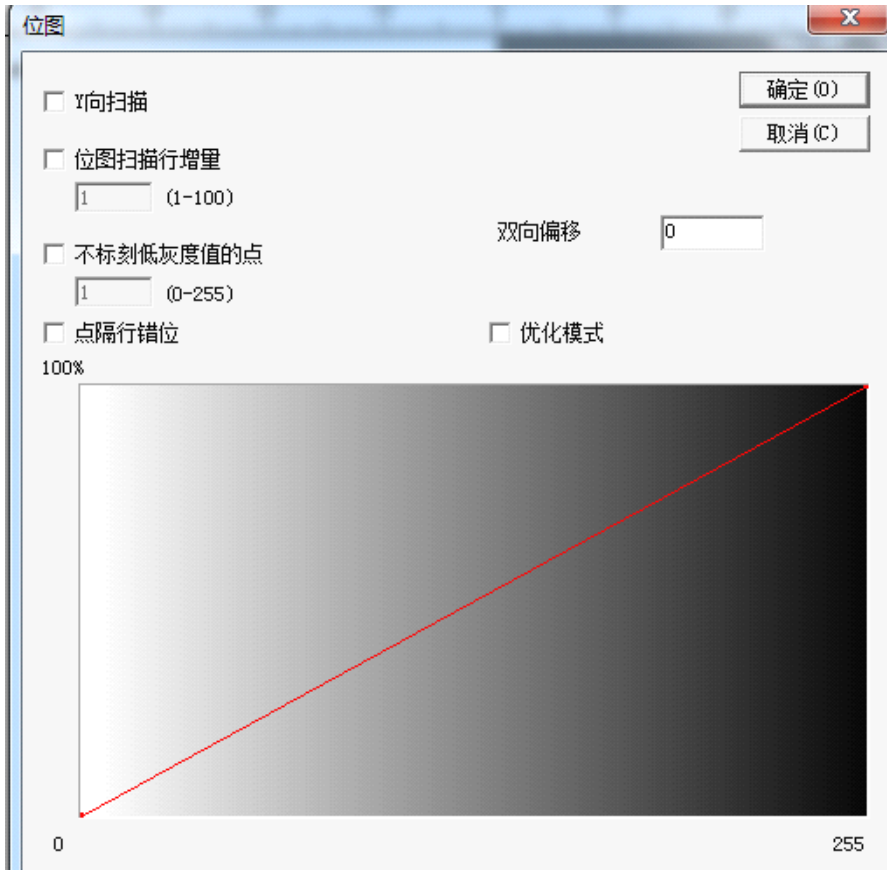 位图
Y向扫描
确定(O)
取消(C)
位图扫描行增量
1 (1-100)
双向偏移 0
不标刻低灰度值的点
1 (0-255)
点隔行错位
优化模式
100%
0
255